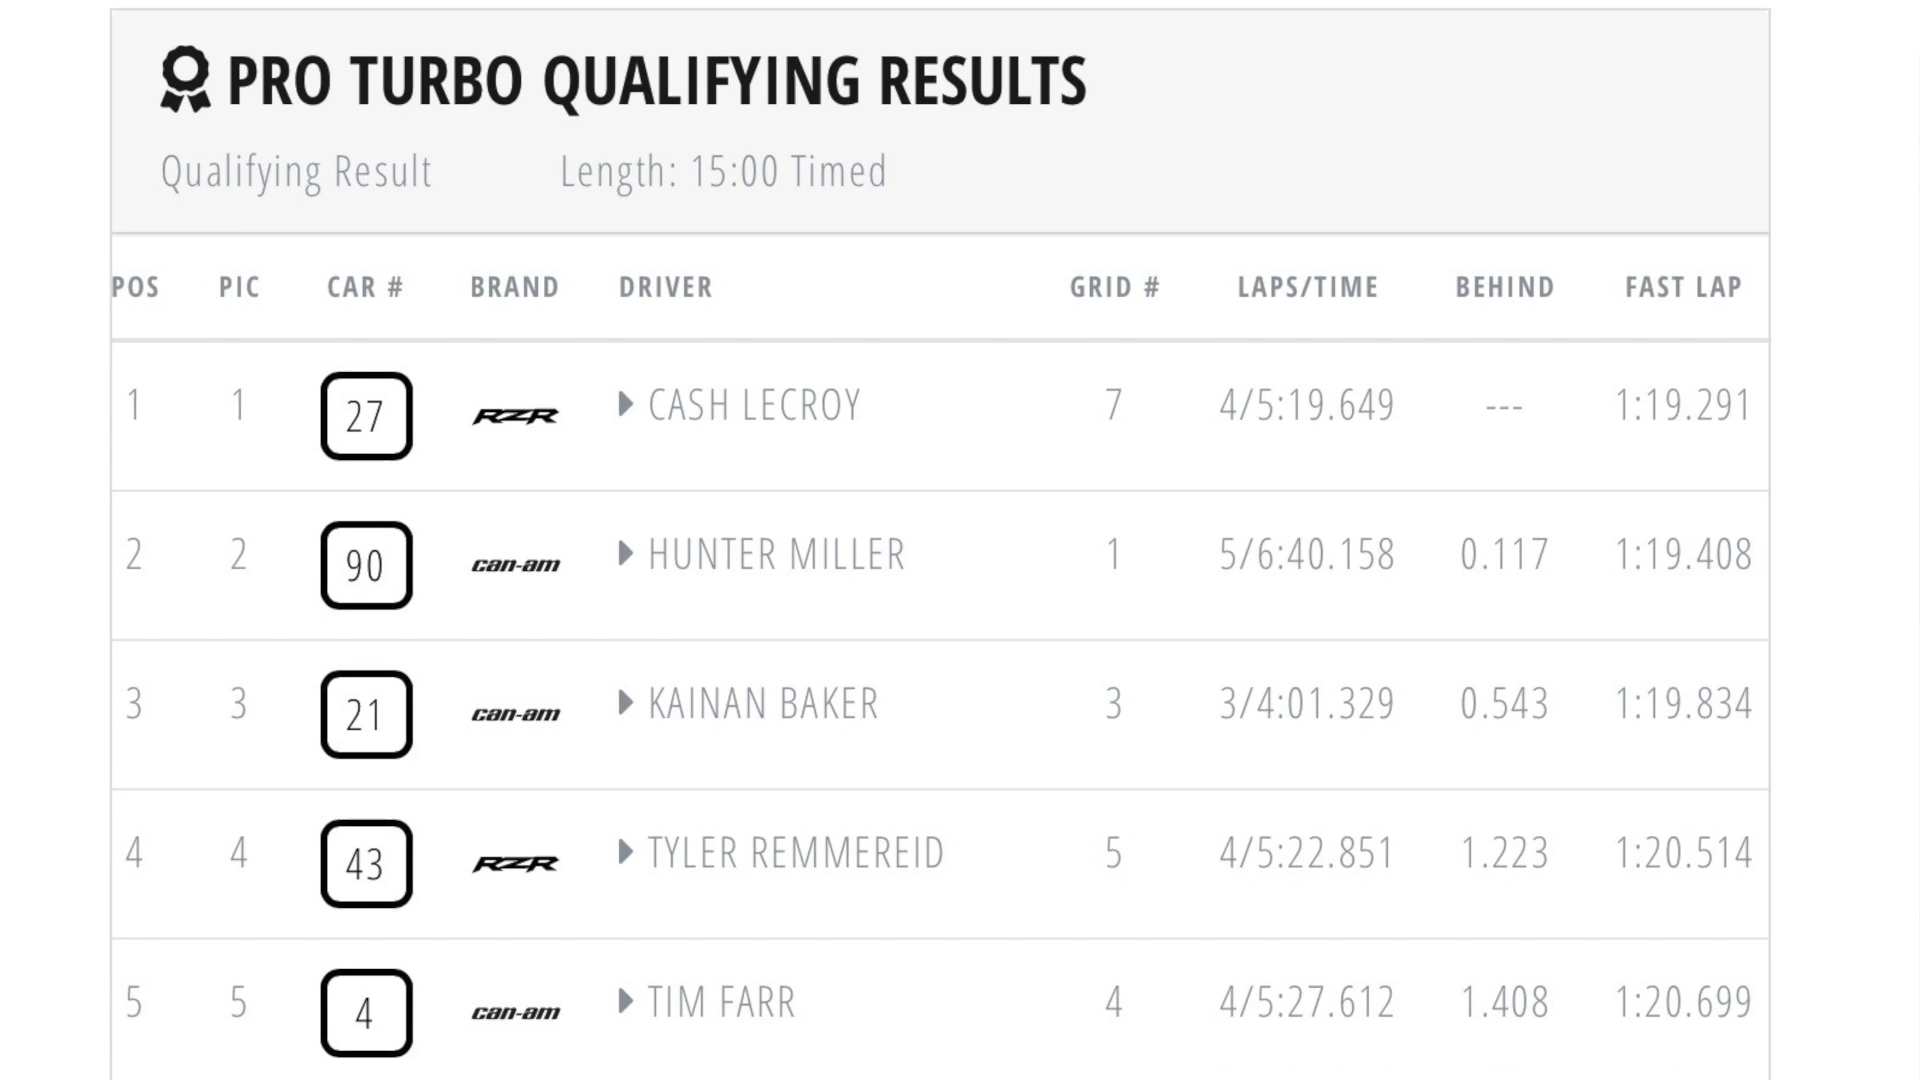 PRO TURBO QUALIFYING RESULTS
Qualifying Result Length: 15:00 Timed
POS PIC CAR # BRAND DRIVER GRID # LAPS/TIME BEHIND FAST LAP
1 1 27 RZR CASH LECROY 7 4/5:19.649 --- 1:19.291
2 2 90 can-am HUNTER MILLER 1 5/6:40.158 0.117 1:19.408
3 3 21 can-am KAINAN BAKER 3 3/4:01.329 0.543 1:19.834
4 4 43 RZR TYLER REMMEREID 5 4/5:22.851 1.223 1:20.514
5 5 4 can-am TIM FARR 4 4/5:27.612 1.408 1:20.699